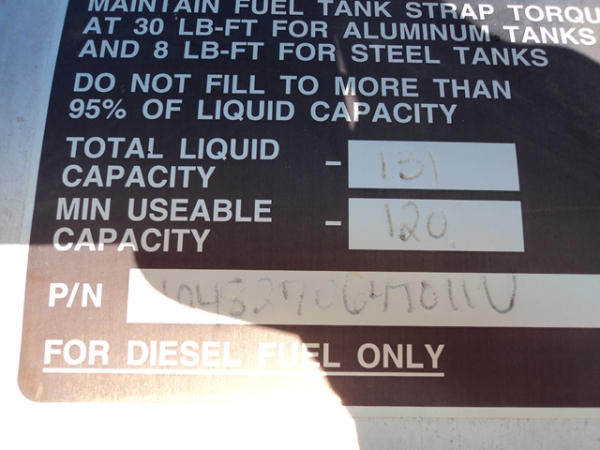 MAINTAIN FUEL TANK STRAP TORQU
AT 30 LB-FT FOR ALUMINUM TANKS
AND 8 LB-FT FOR STEEL TANKS
DO NOT FILL TO MORE THAN
95% OF LIQUID CAPACITY
TOTAL LIQUID CAPACITY - 131
MIN USEABLE CAPACITY - 120
P/N
FOR DIESEL FUEL ONLY